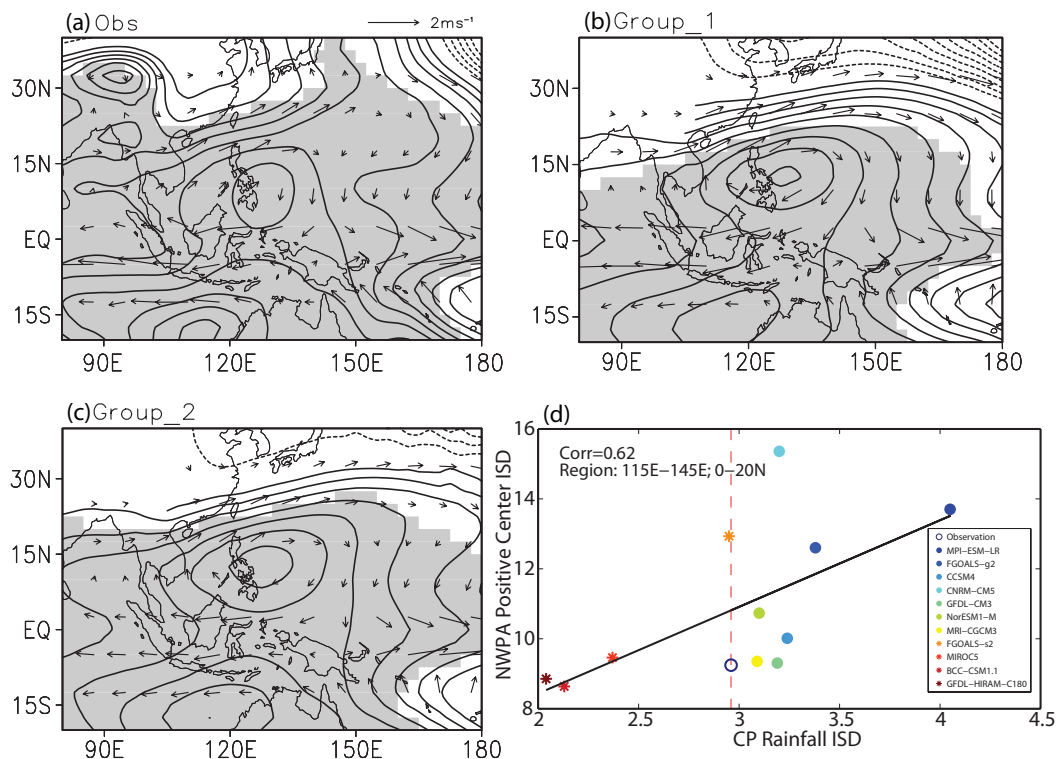 (a) Obs
2ms⁻¹
30N
15N
EQ
15S
90E 120E 150E 180
(b) Group_1
30N
15N
EQ
15S
90E 120E 150E 180
(c) Group_2
30N
15N
EQ
15S
90E 120E 150E 180
(d)
NWPA Positive Center ISD
16
14
12
10
8
Corr=0.62
Region: 115E−145E; 0−20N
Observation
MPI−ESM−LR
FGOALS−g2
CCSM4
CNRM−CM5
GFDL−CM3
NorESM1−M
MRI−CGCM3
FGOALS−s2
MIROC5
BCC−CSM1.1
GFDL−HIRAM−C180
2 2.5 3 3.5 4 4.5
CP Rainfall ISD